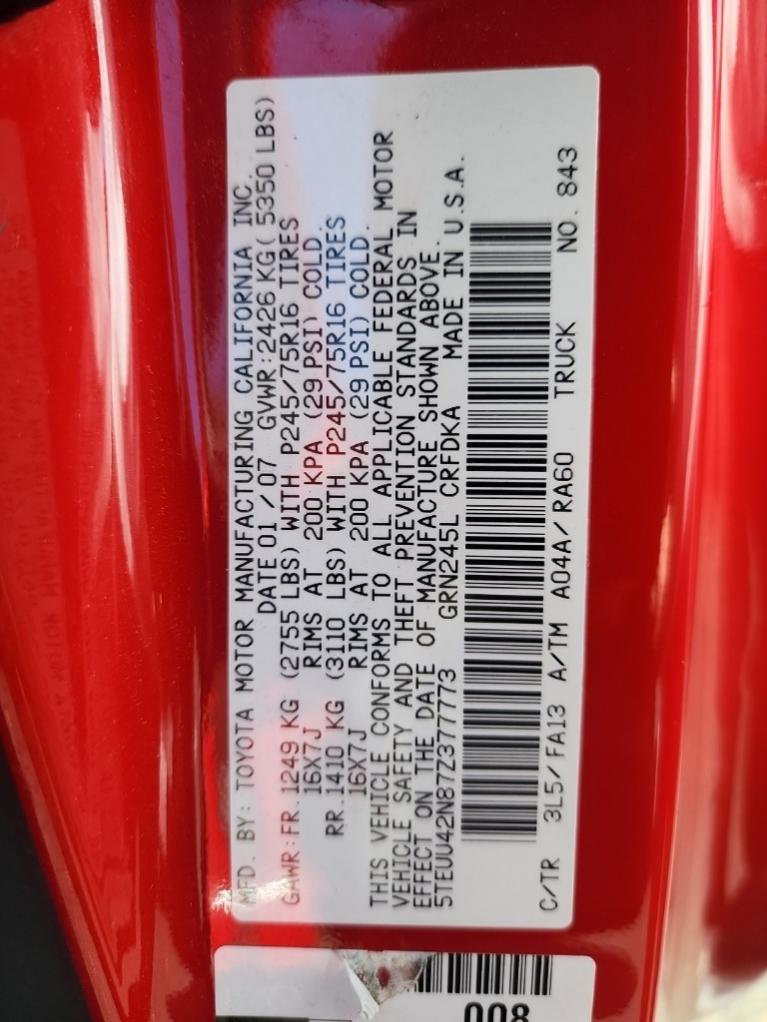 MFD. BY: TOYOTA MOTOR MANUFACTURING CALIFORNIA INC.
DATE 01 / 07 GVWR:2426 KG( 5350 LBS)
GAWR:FR.1249 KG (2755 LBS) WITH P245/75R16 TIRES
16X7J RIMS AT 200 KPA (29 PSI) COLD.
RR.1410 KG (3110 LBS) WITH P245/75R16 TIRES
16X7J RIMS AT 200 KPA (29 PSI) COLD.
THIS VEHICLE CONFORMS TO ALL APPLICABLE FEDERAL MOTOR
VEHICLE SAFETY AND THEFT PREVENTION STANDARDS IN
EFFECT ON THE DATE OF MANUFACTURE SHOWN ABOVE.
5TEUU42N87Z377773 GRN245L CRFDKA MADE IN U.S.A.
C/TR 3L5/FA13 A/TM A04A/RA60 TRUCK NO. 843
008